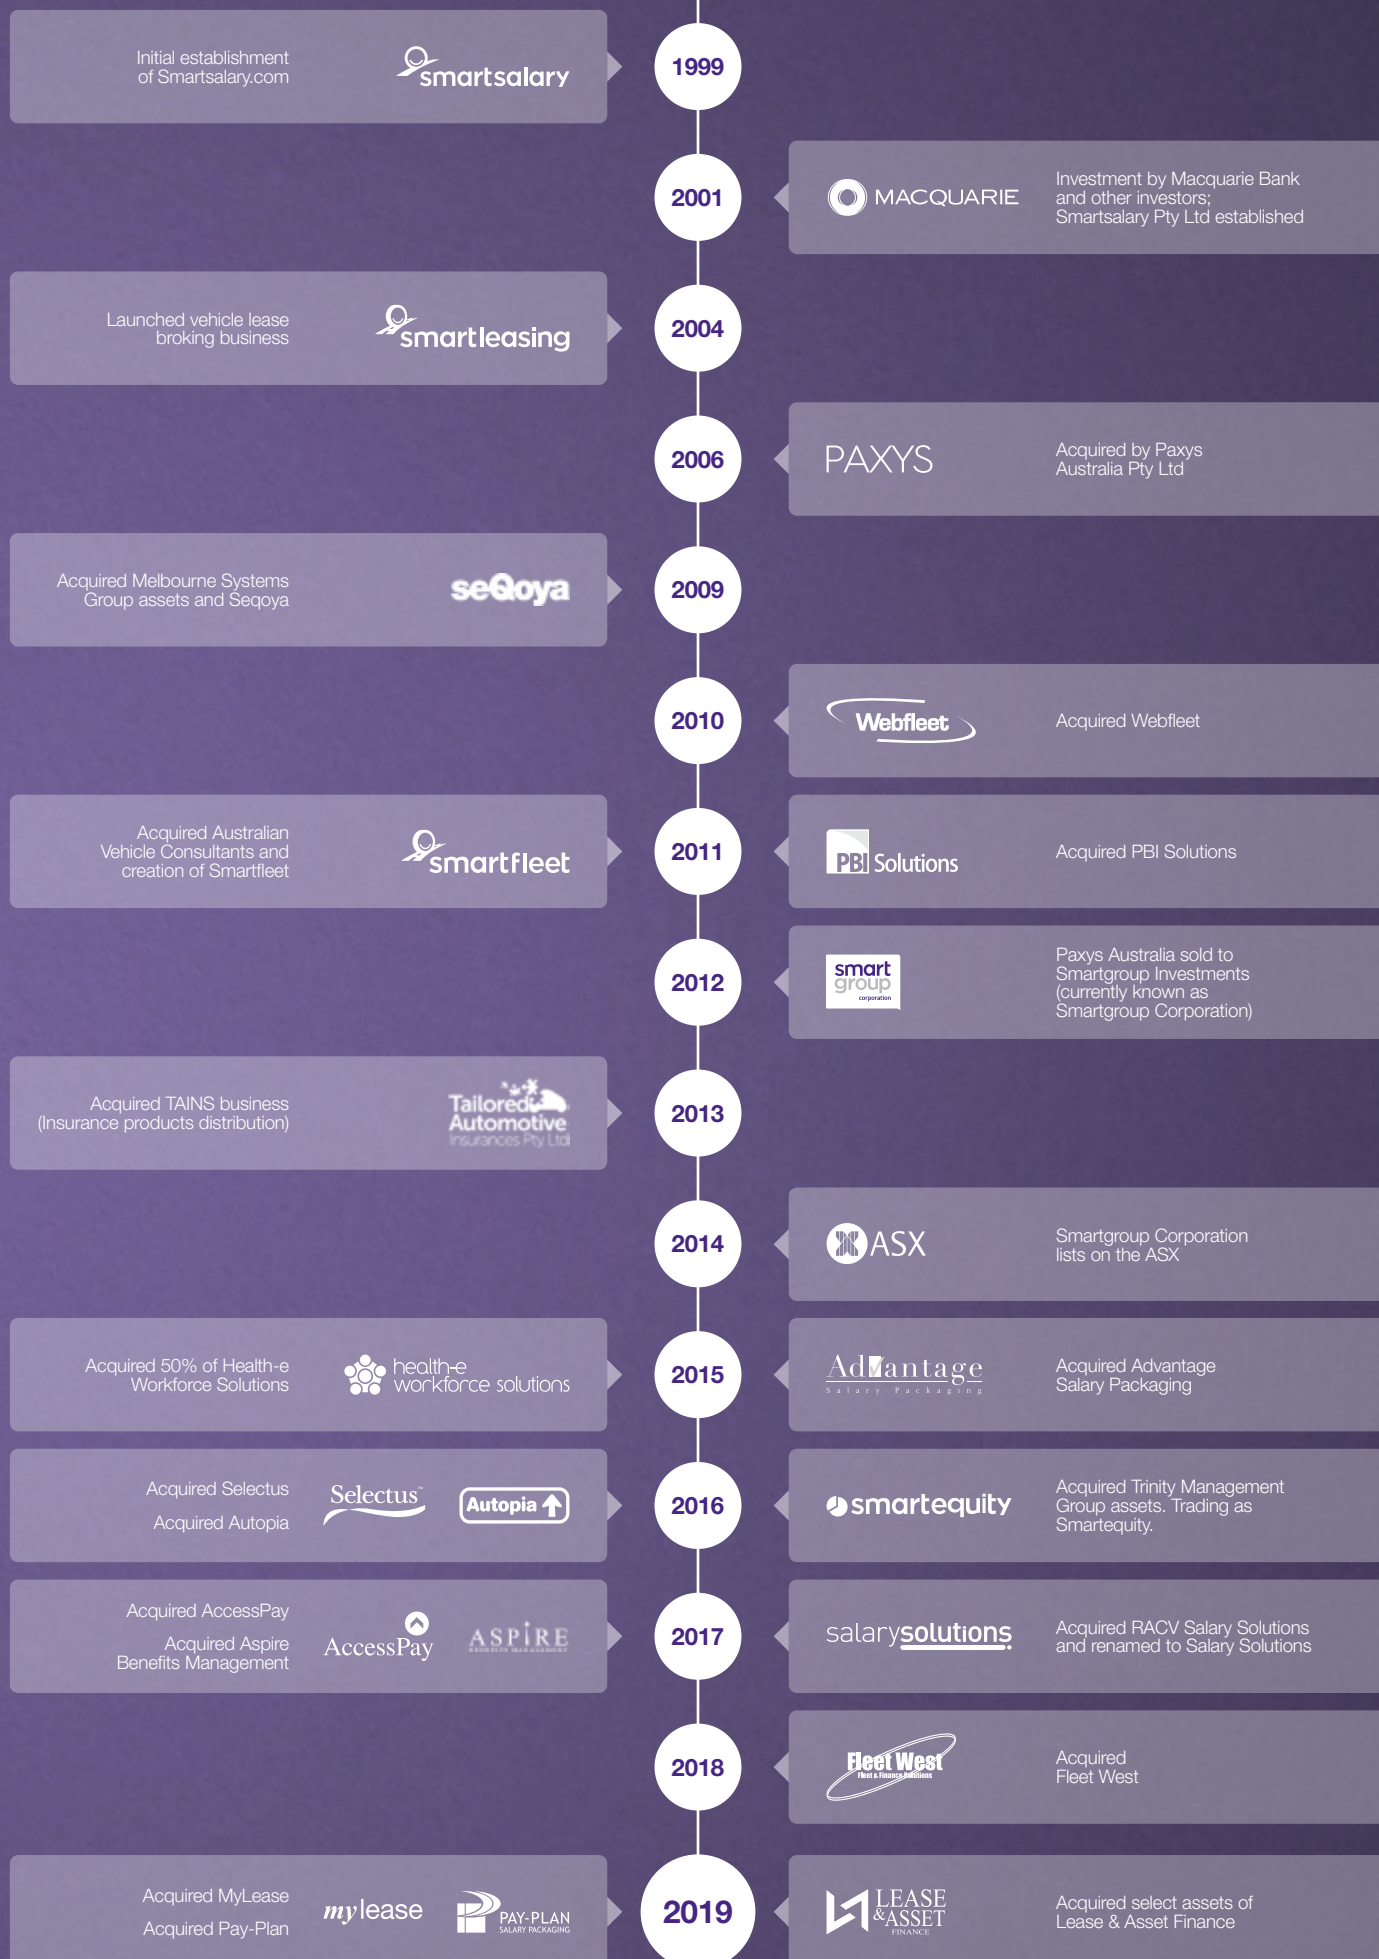 Initial establishment
of Smartsalary.com
smartsalary
1999
2001
MACQUARIE
Investment by Macquarie Bank
and other investors;
Smartsalary Pty Ltd established
Launched vehicle lease
broking business
smartleasing
2004
2006
PAXYS
Acquired by Paxys
Australia Pty Ltd
Acquired Melbourne Systems
Group assets and Seqoya
seQoya
2009
2010
Webfleet
Acquired Webfleet
Acquired Australian
Vehicle Consultants and
creation of Smartfleet
smartfleet
2011
PBI Solutions
Acquired PBI Solutions
2012
smart
group
corporation
Paxys Australia sold to
Smartgroup Investments
(currently known as
Smartgroup Corporation)
Acquired TAINS business
(Insurance products distribution)
Tailored
Automotive
Insurances Pty Ltd
2013
2014
ASX
Smartgroup Corporation
lists on the ASX
Acquired 50% of Health-e
Workforce Solutions
health-e
workforce solutions
2015
Advantage
Salary Packaging
Acquired Advantage
Salary Packaging
Acquired Selectus
Acquired Autopia
Selectus™
Autopia
2016
smartequity
Acquired Trinity Management
Group assets. Trading as
Smartequity.
Acquired AccessPay
Acquired Aspire
Benefits Management
AccessPay
ASPIRE
BENEFITS MANAGEMENT
2017
salarysolutions
Acquired RACV Salary Solutions
and renamed to Salary Solutions
2018
Fleet West
Fleet & Finance Solutions
Acquired
Fleet West
Acquired MyLease
Acquired Pay-Plan
mylease
PAY-PLAN
SALARY PACKAGING
2019
LEASE
&ASSET
FINANCE
Acquired select assets of
Lease & Asset Finance